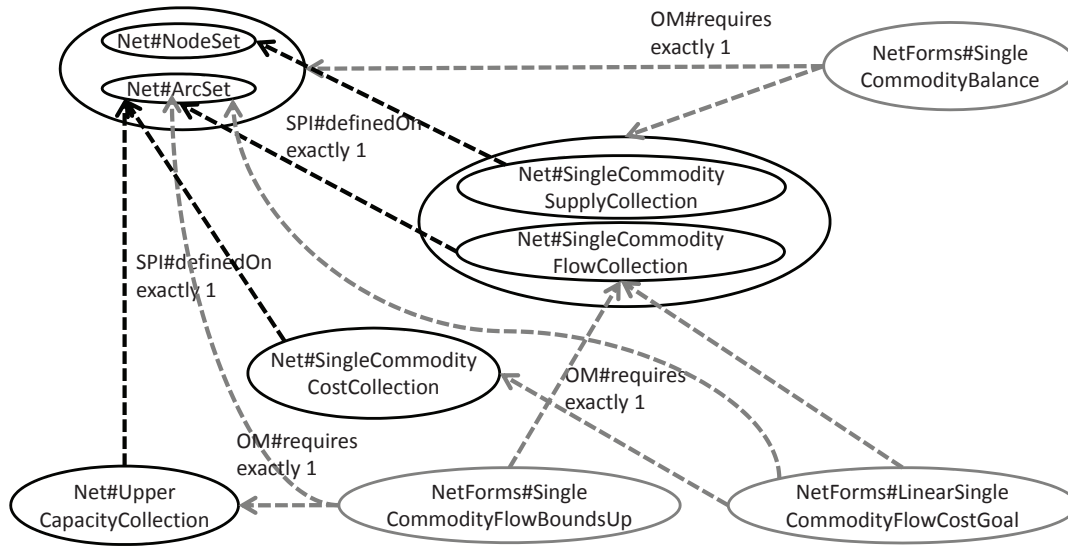 OM#requires
exactly 1
Net#NodeSet
Net#ArcSet
NetForms#Single
CommodityBalance
SPI#definedOn
exactly 1
Net#SingleCommodity
SupplyCollection
Net#SingleCommodity
FlowCollection
SPI#definedOn
exactly 1
Net#SingleCommodity
CostCollection
OM#requires
exactly 1
OM#requires
exactly 1
Net#Upper
CapacityCollection
NetForms#Single
CommodityFlowBoundsUp
NetForms#LinearSingle
CommodityFlowCostGoal